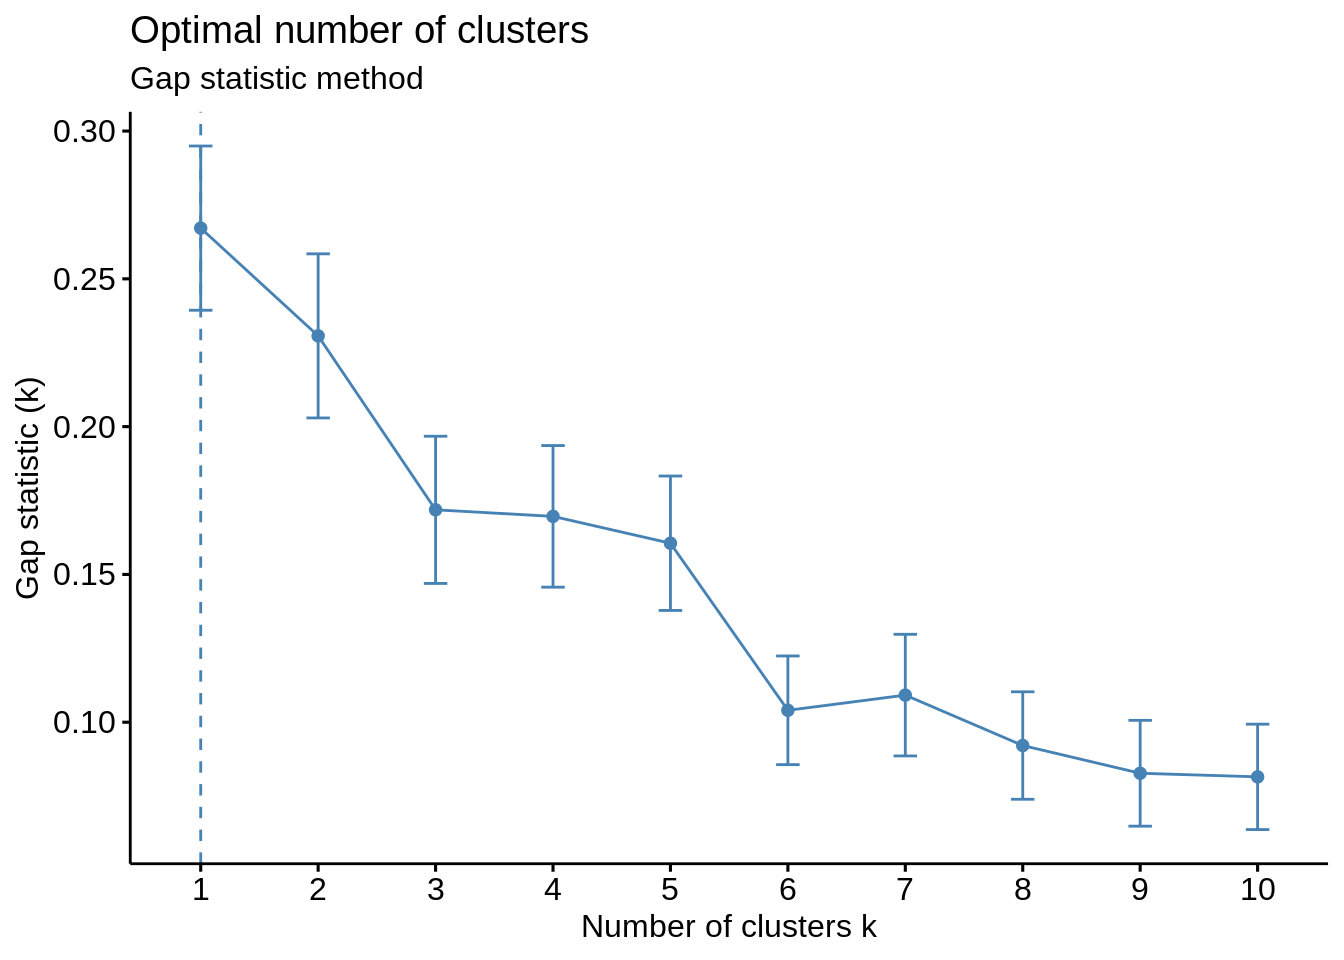 Optimal number of clusters
Gap statistic method
0.30
0.25
0.20
0.15
0.10
Gap statistic (k)
1 2 3 4 5 6 7 8 9 10
Number of clusters k